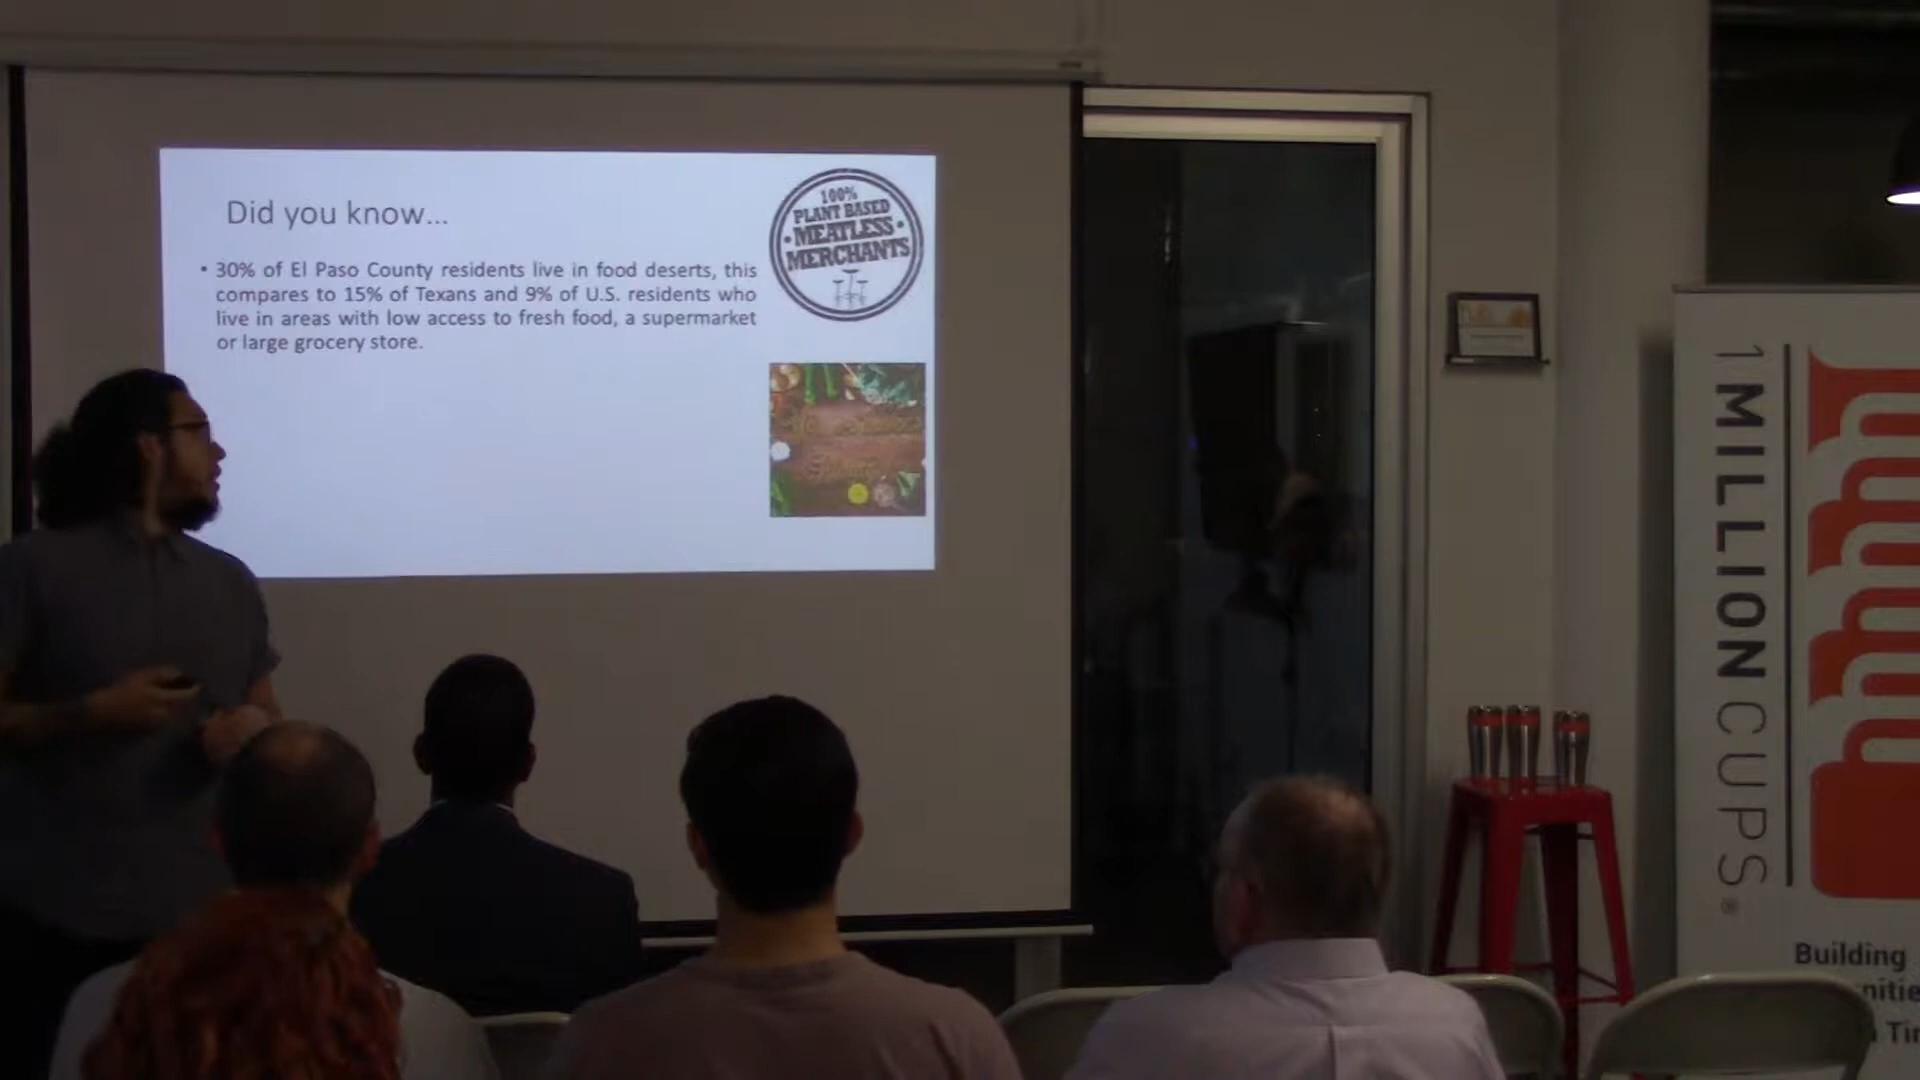 Did you know...
• 30% of El Paso County residents live in food deserts, this
compares to 15% of Texans and 9% of U.S. residents who
live in areas with low access to fresh food, a supermarket
or large grocery store.
100%
PLANT BASED
•MEATLESS•
MERCHANTS
1 MILLION CUPS®
Building